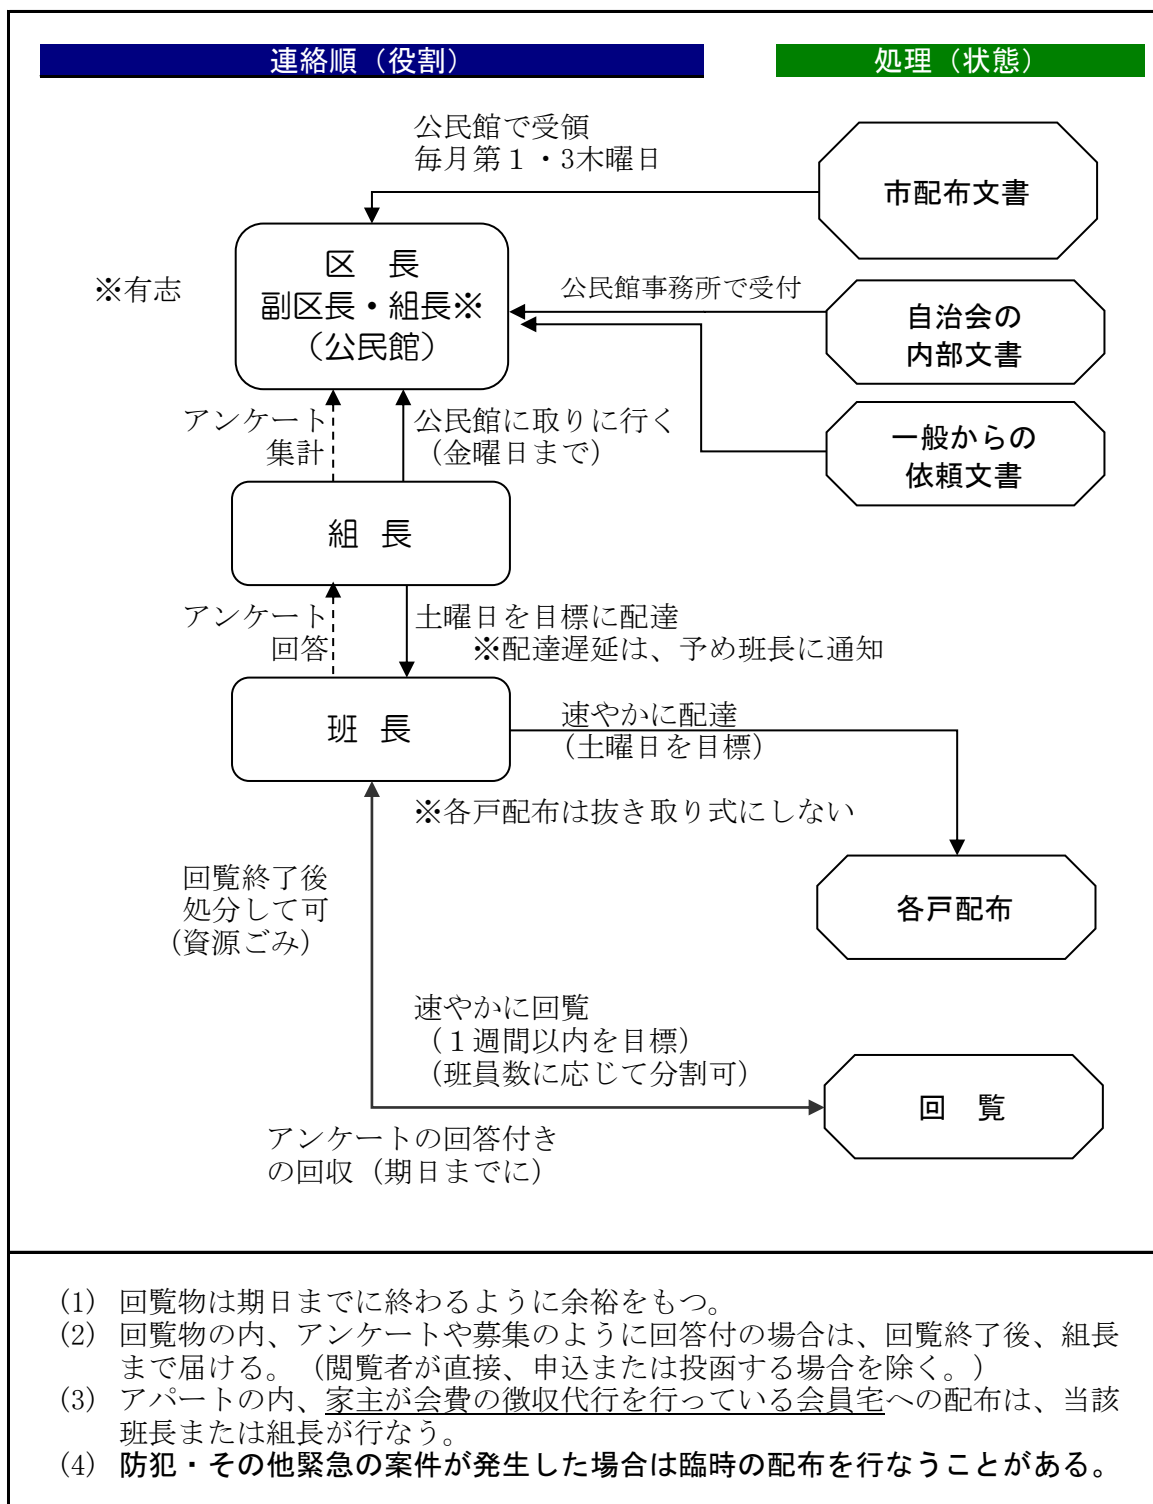 連絡順（役割）
処理（状態）
公民館で受領
毎月第１・3木曜日
市配布文書
区　長
副区長・組長※
（公民館）
※有志
公民館事務所で受付
自治会の
内部文書
一般からの
依頼文書
アンケート
集計
公民館に取りに行く
（金曜日まで）
組 長
アンケート
回答
土曜日を目標に配達
※配達遅延は、予め班長に通知
班 長
速やかに配達
（土曜日を目標）
※各戸配布は抜き取り式にしない
各戸配布
回覧終了後
処分して可
（資源ごみ）
速やかに回覧
（１週間以内を目標）
（班員数に応じて分割可）
回　覧
アンケートの回答付き
の回収（期日までに）
(1) 回覧物は期日までに終わるように余裕をもつ。
(2) 回覧物の内、アンケートや募集のように回答付の場合は、回覧終了後、組長
まで届ける。（閲覧者が直接、申込または投函する場合を除く。）
(3) アパートの内、家主が会費の徴収代行を行っている会員宅への配布は、当該
班長または組長が行なう。
(4) 防犯・その他緊急の案件が発生した場合は臨時の配布を行なうことがある。